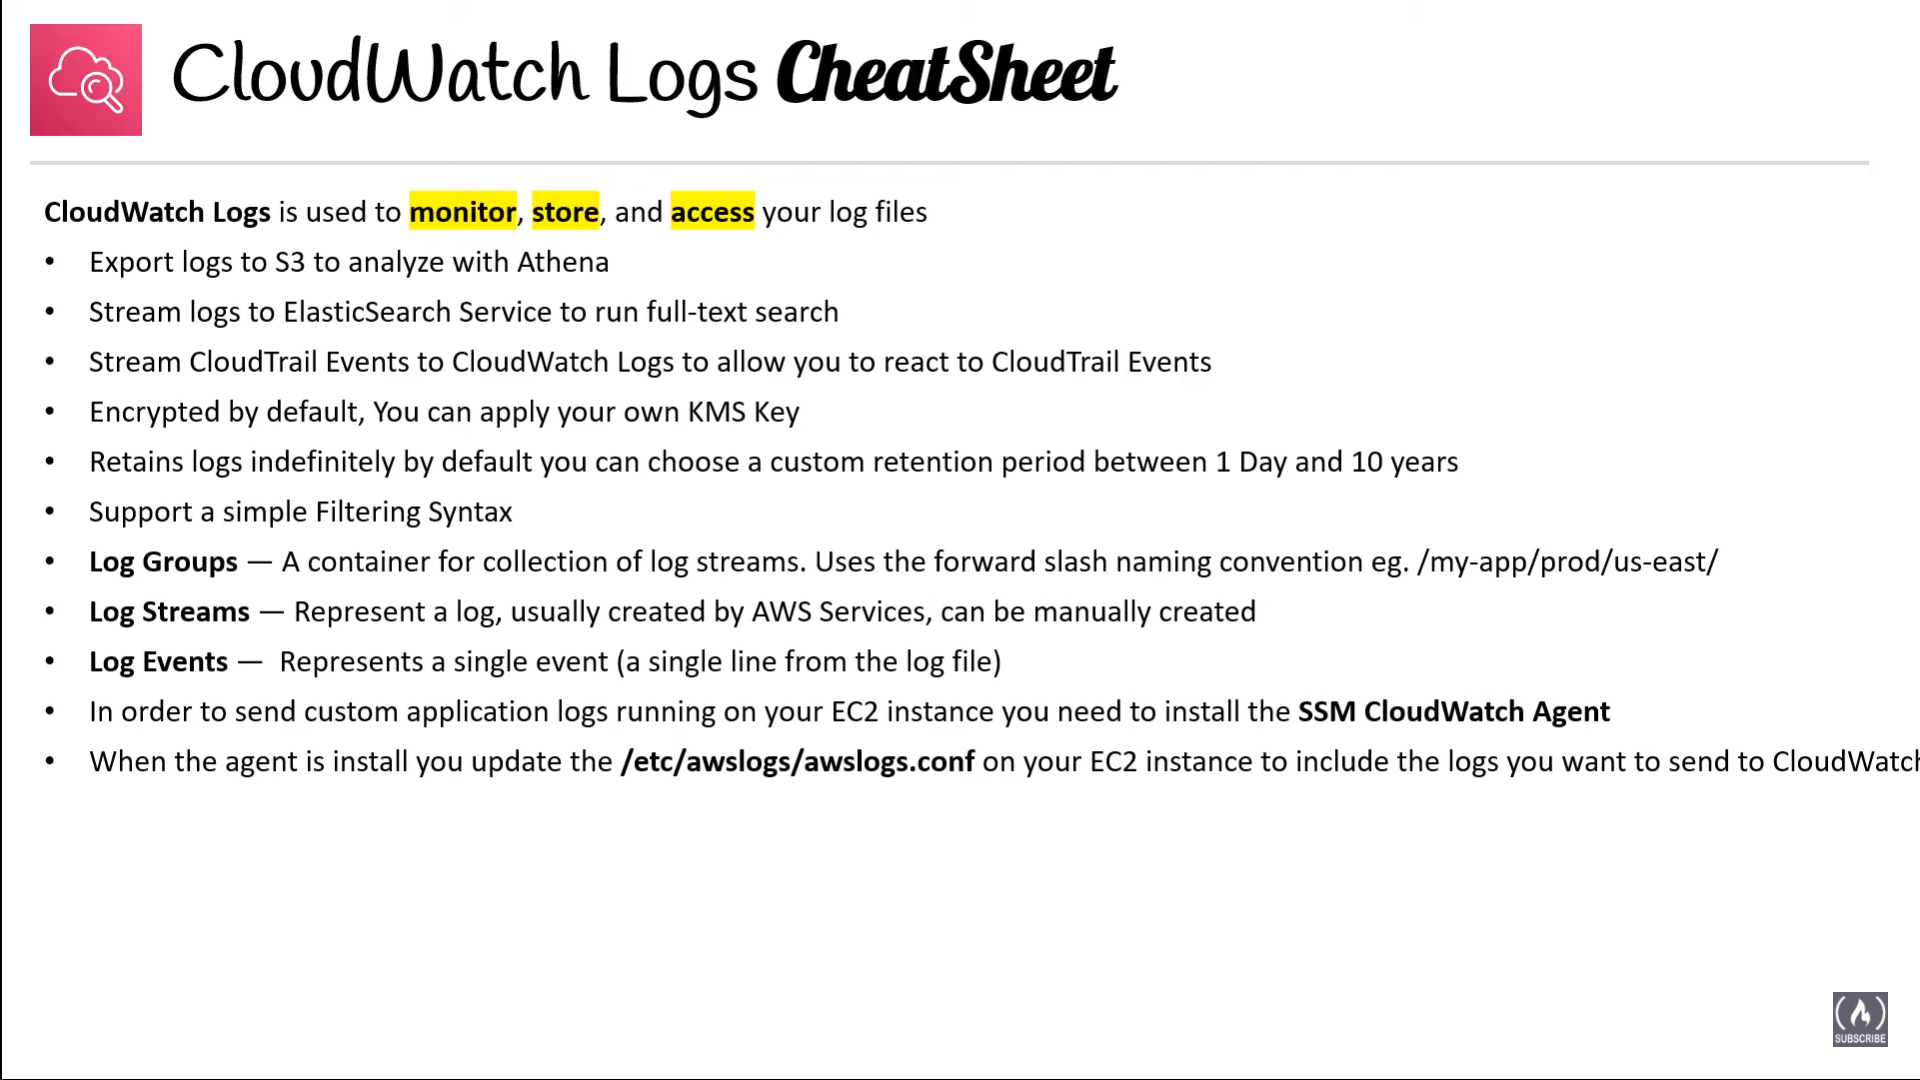 CloudWatch Logs CheatSheet
CloudWatch Logs is used to monitor, store, and access your log files
• Export logs to S3 to analyze with Athena
• Stream logs to ElasticSearch Service to run full-text search
• Stream CloudTrail Events to CloudWatch Logs to allow you to react to CloudTrail Events
• Encrypted by default, You can apply your own KMS Key
• Retains logs indefinitely by default you can choose a custom retention period between 1 Day and 10 years
• Support a simple Filtering Syntax
• Log Groups — A container for collection of log streams. Uses the forward slash naming convention eg. /my-app/prod/us-east/
• Log Streams — Represent a log, usually created by AWS Services, can be manually created
• Log Events — Represents a single event (a single line from the log file)
• In order to send custom application logs running on your EC2 instance you need to install the SSM CloudWatch Agent
• When the agent is install you update the /etc/awslogs/awslogs.conf on your EC2 instance to include the logs you want to send to CloudWatch
SUBSCRIBE